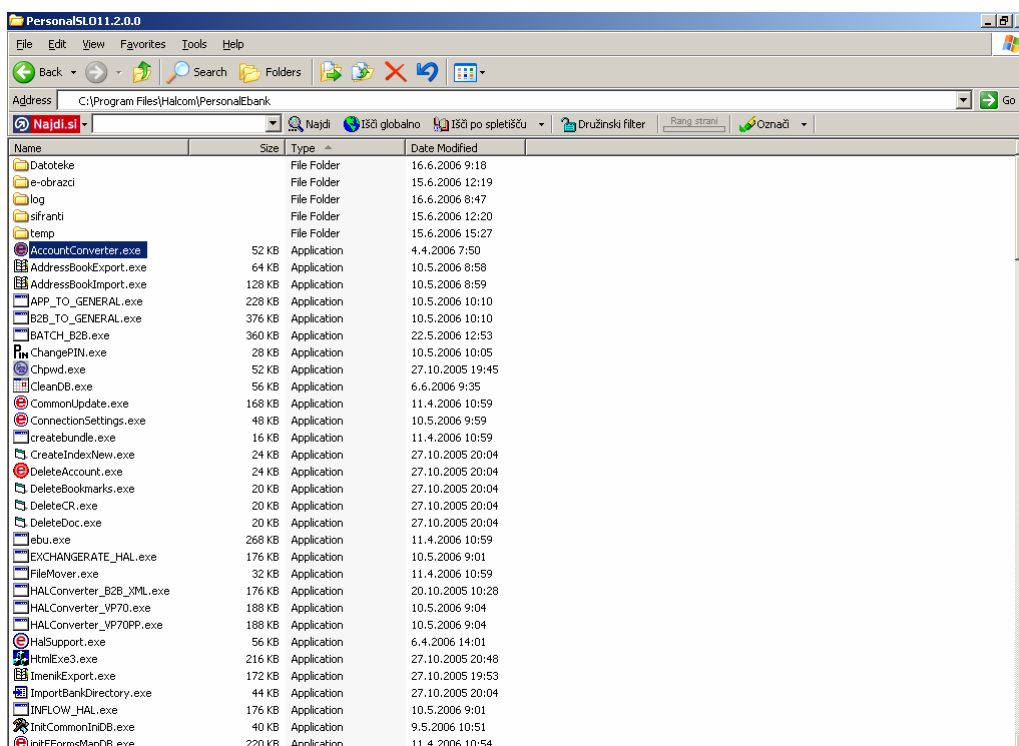 PersonalSLO11.2.0.0
File Edit View Favorites Tools Help
Back Search Folders
Address C:\Program Files\Halcom\PersonalEbank Go
Najdi.si Najdi Išči globalno Išči po spletišču Družinski filter Rang strani Označi
Name Size Type Date Modified
Datoteke File Folder 16.6.2006 9:18
e-obrazci File Folder 15.6.2006 12:19
log File Folder 16.6.2006 8:47
sifranti File Folder 15.6.2006 12:20
temp File Folder 15.6.2006 15:27
AccountConverter.exe 52 KB Application 4.4.2006 7:50
AddressBookExport.exe 64 KB Application 10.5.2006 8:58
AddressBookImport.exe 128 KB Application 10.5.2006 8:59
APP_TO_GENERAL.exe 228 KB Application 10.5.2006 10:10
B2B_TO_GENERAL.exe 376 KB Application 10.5.2006 10:10
BATCH_B2B.exe 360 KB Application 22.5.2006 12:53
PIN ChangePIN.exe 28 KB Application 10.5.2006 10:05
Chpwd.exe 52 KB Application 27.10.2005 19:45
CleanDB.exe 56 KB Application 6.6.2006 9:35
CommonUpdate.exe 168 KB Application 11.4.2006 10:59
ConnectionSettings.exe 48 KB Application 10.5.2006 9:59
createbundle.exe 16 KB Application 11.4.2006 10:59
CreateIndexNew.exe 24 KB Application 27.10.2005 20:04
DeleteAccount.exe 24 KB Application 27.10.2005 20:04
DeleteBookmarks.exe 20 KB Application 27.10.2005 20:04
DeleteCR.exe 20 KB Application 27.10.2005 20:04
DeleteDoc.exe 20 KB Application 27.10.2005 20:04
ebu.exe 268 KB Application 11.4.2006 10:59
EXCHANGERATE_HAL.exe 176 KB Application 10.5.2006 9:01
FileMover.exe 32 KB Application 11.4.2006 10:59
HALConverter_B2B_XML.exe 176 KB Application 20.10.2005 10:28
HALConverter_VP70.exe 188 KB Application 10.5.2006 9:04
HALConverter_VP70PP.exe 188 KB Application 10.5.2006 9:04
HalSupport.exe 56 KB Application 6.4.2006 14:01
HtmlExe3.exe 216 KB Application 27.10.2005 20:48
ImenikExport.exe 172 KB Application 27.10.2005 19:53
ImportBankDirectory.exe 44 KB Application 27.10.2005 20:04
INFLOW_HAL.exe 176 KB Application 10.5.2006 9:01
InitCommonIniDB.exe 40 KB Application 9.5.2006 10:51
initEFormsMapDB.exe 220 KB Application 11.4.2006 10:54